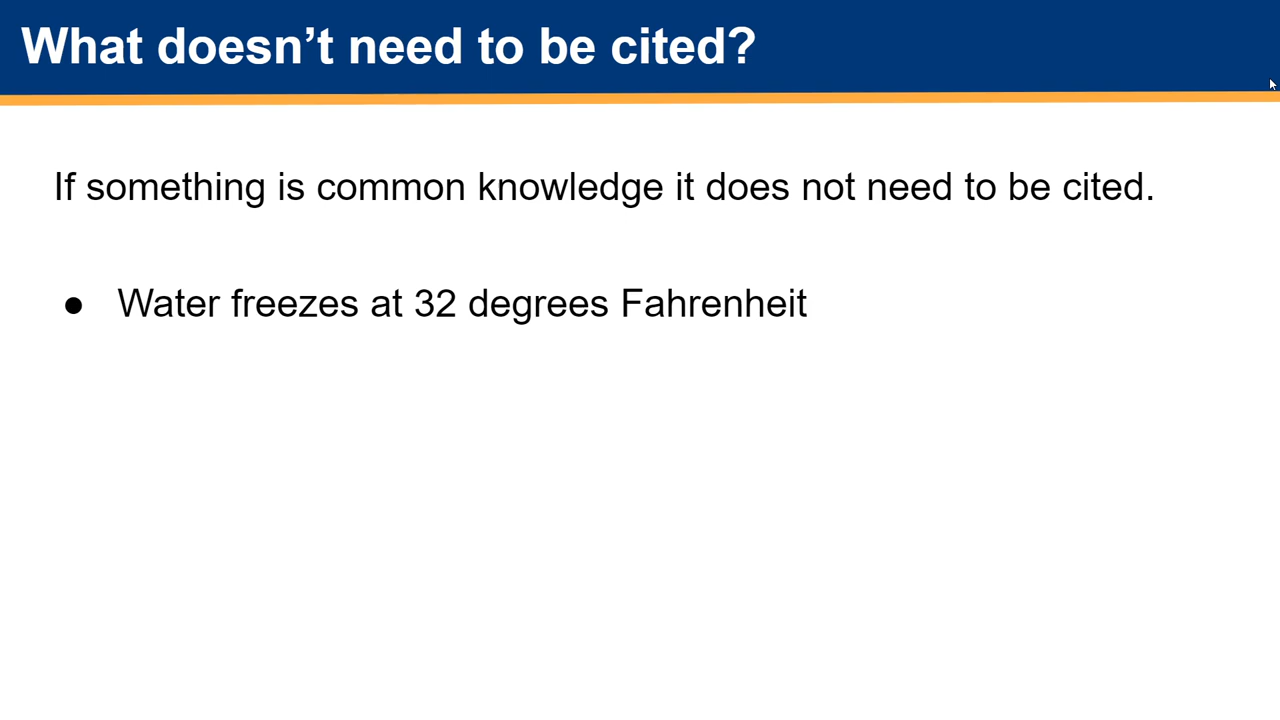 What doesn’t need to be cited?
If something is common knowledge it does not need to be cited.
● Water freezes at 32 degrees Fahrenheit